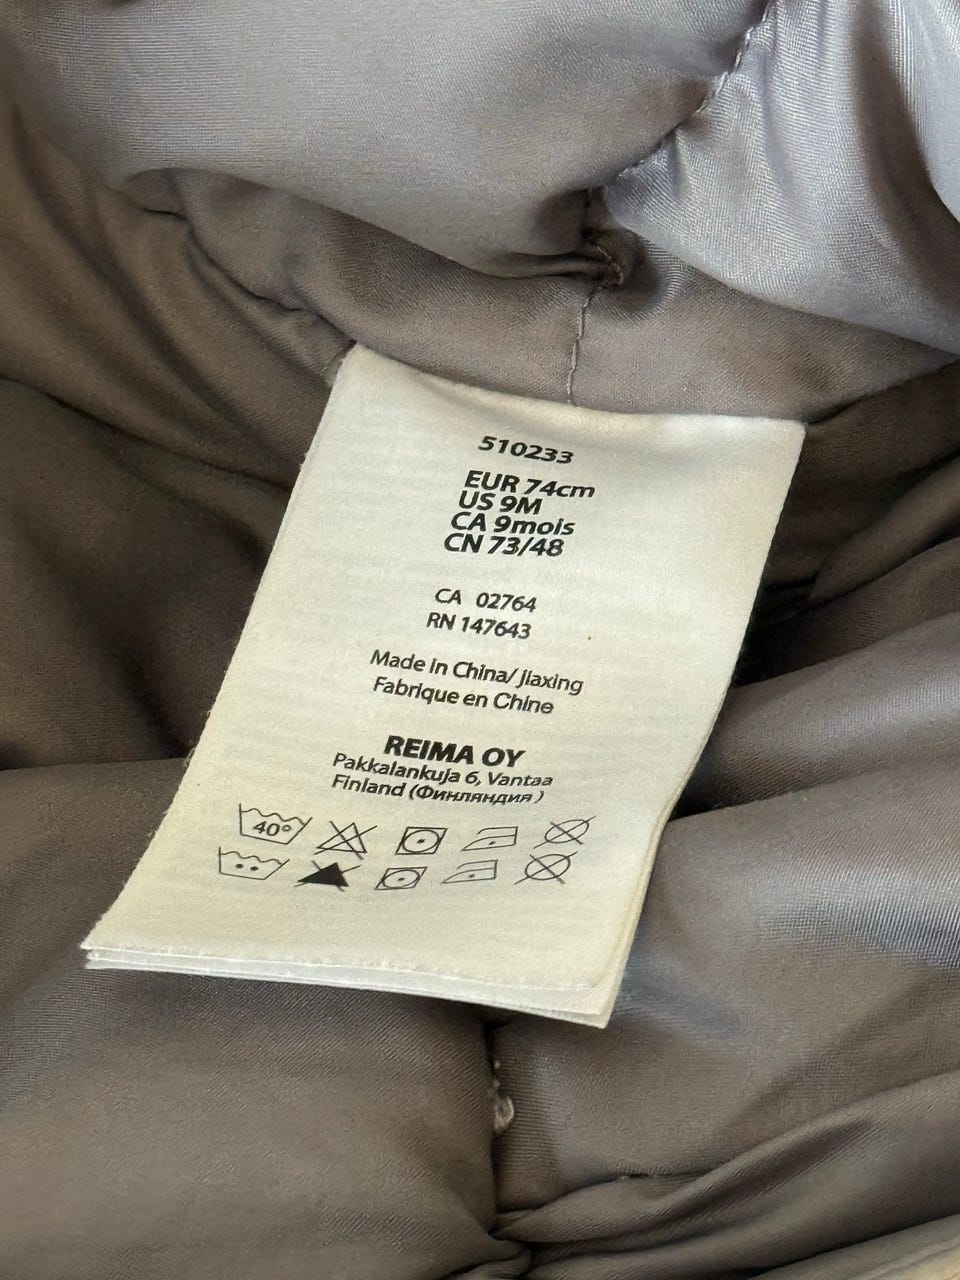 510233
EUR 74cm
US 9M
CA 9mois
CN 73/48
CA 02764
RN 147643
Made in China/ Jiaxing
Fabrique en Chine
REIMA OY
Pakkalankuja 6, Vantaa
Finland (Финляндия )
40°